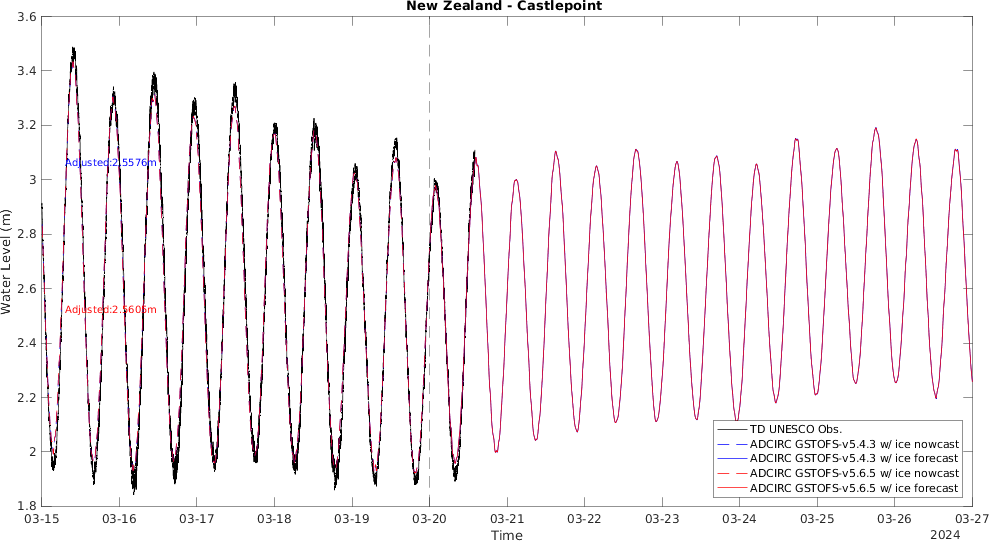 New Zealand - Castlepoint
3.6
3.4
3.2
3
2.8
2.6
2.4
2.2
2
1.8
Water Level (m)
Adjusted:2.5576m
Adjusted:2.5605m
TD UNESCO Obs.
ADCIRC GSTOFS-v5.4.3 w/ ice nowcast
ADCIRC GSTOFS-v5.4.3 w/ ice forecast
ADCIRC GSTOFS-v5.6.5 w/ ice nowcast
ADCIRC GSTOFS-v5.6.5 w/ ice forecast
03-15 03-16 03-17 03-18 03-19 03-20 03-21 03-22 03-23 03-24 03-25 03-26 03-27
Time
2024